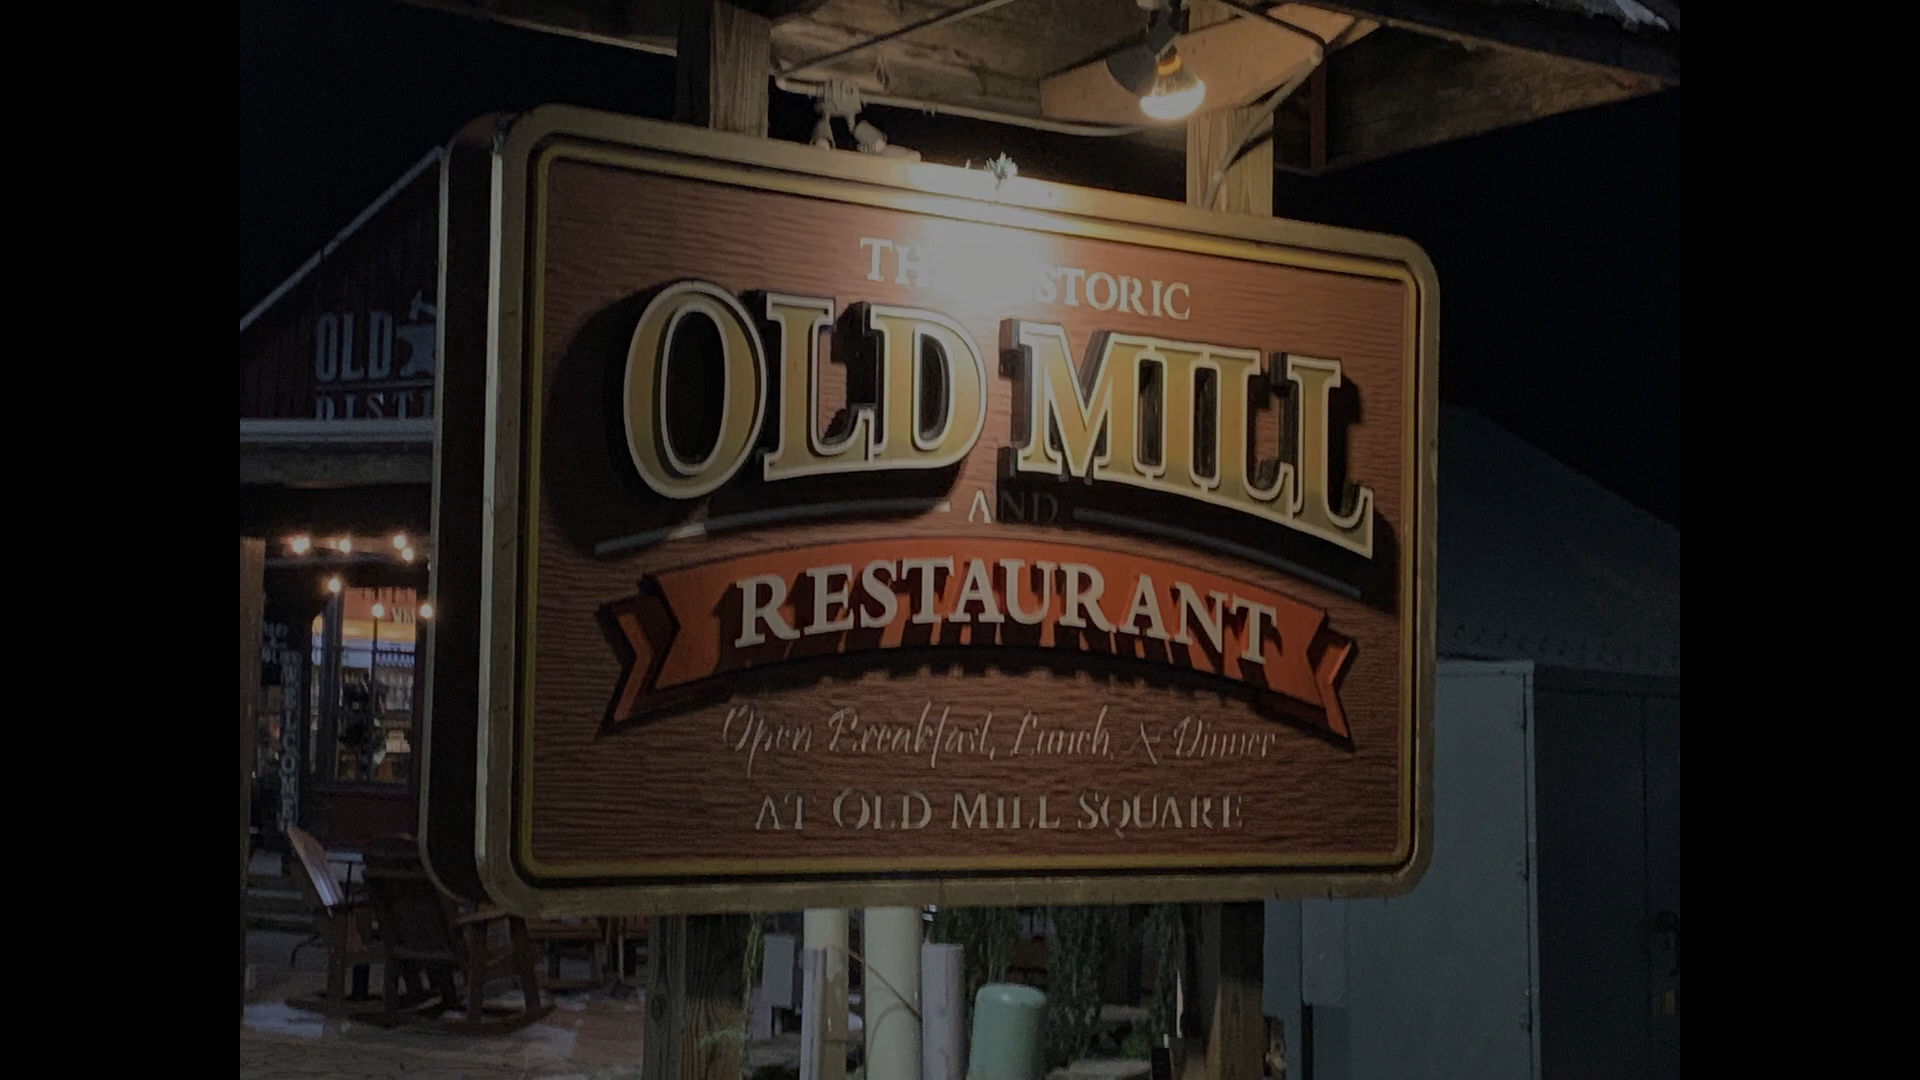 THE HISTORIC
OLD MILL
AND
RESTAURANT
Open Breakfast, Lunch, & Dinner
AT OLD MILL SQUARE
OLD
WELCOME